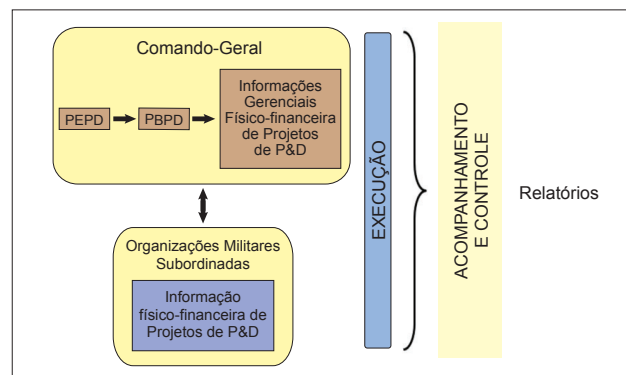 Comando-Geral
PEPD
PBPD
Informações
Gerenciais
Físico-financeira
de Projetos
de P&D
Organizações Militares
Subordinadas
Informação
físico-financeira de
Projetos de P&D
EXECUÇÃO
ACOMPANHAMENTO
E CONTROLE
Relatórios